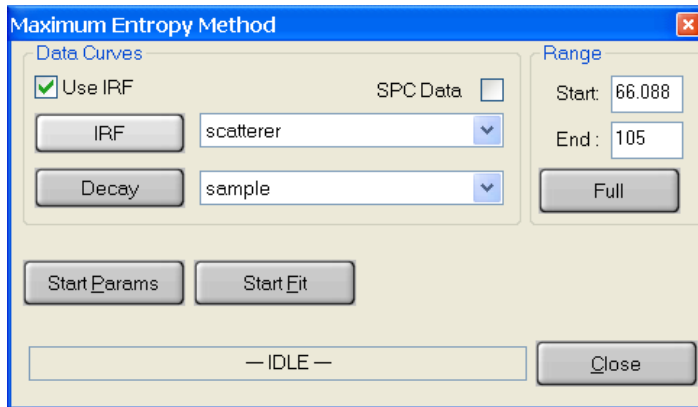 Maximum Entropy Method
Data Curves
Use IRF
SPC Data
IRF
scatterer
Decay
sample
Range
Start: 66.088
End : 105
Full
Start Params
Start Fit
— IDLE —
Close